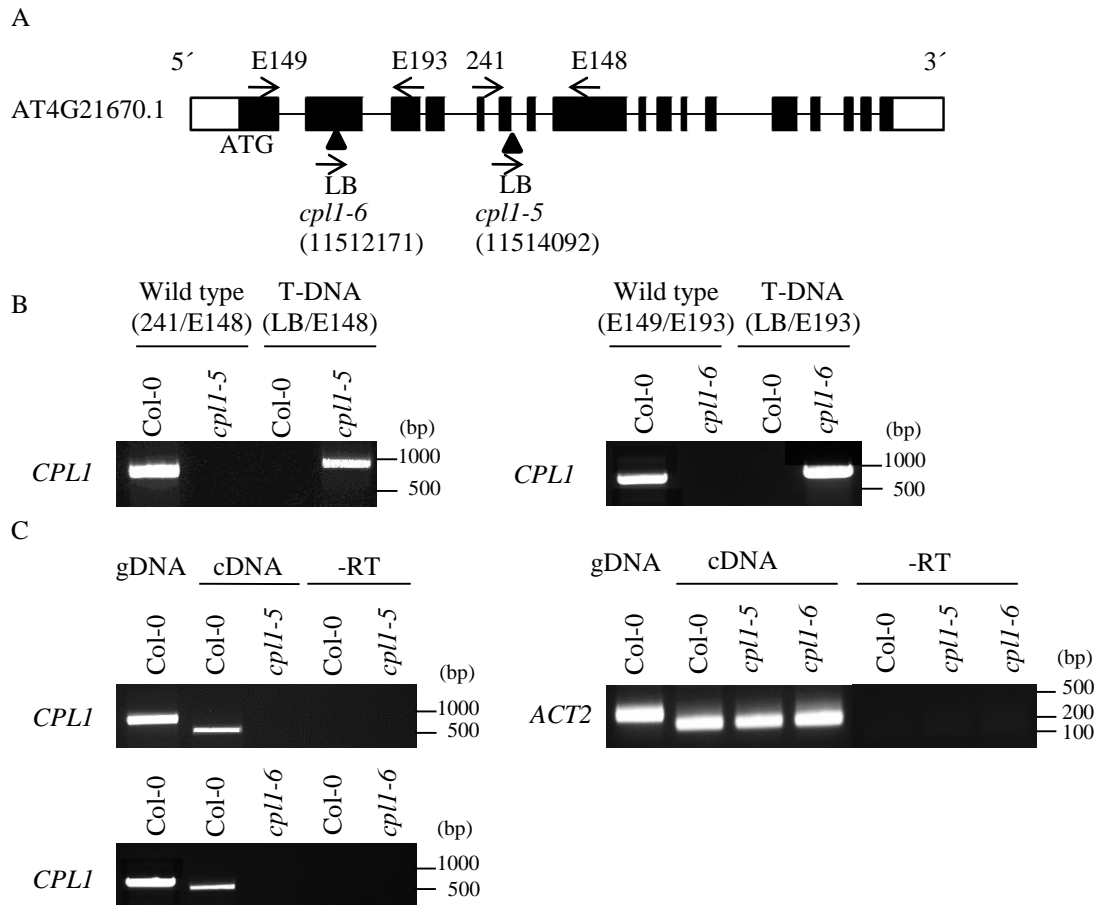 A
5´ E149 E193 241 E148 3´
AT4G21670.1
ATG
LB LB
cpl1-6 cpl1-5
(11512171) (11514092)
B
Wild type T-DNA
(241/E148) (LB/E148)
Col-0 cpl1-5 Col-0 cpl1-5
(bp)
CPL1
1000
500
Wild type T-DNA
(E149/E193) (LB/E193)
Col-0 cpl1-6 Col-0 cpl1-6
(bp)
CPL1
1000
500
C
gDNA cDNA -RT
Col-0 Col-0 cpl1-5 Col-0 cpl1-5
(bp)
CPL1
1000
500
Col-0 Col-0 cpl1-6 Col-0 cpl1-6
(bp)
CPL1
1000
500
gDNA cDNA -RT
Col-0 Col-0 cpl1-5 cpl1-6 Col-0 cpl1-5 cpl1-6
(bp)
ACT2
500
200
100